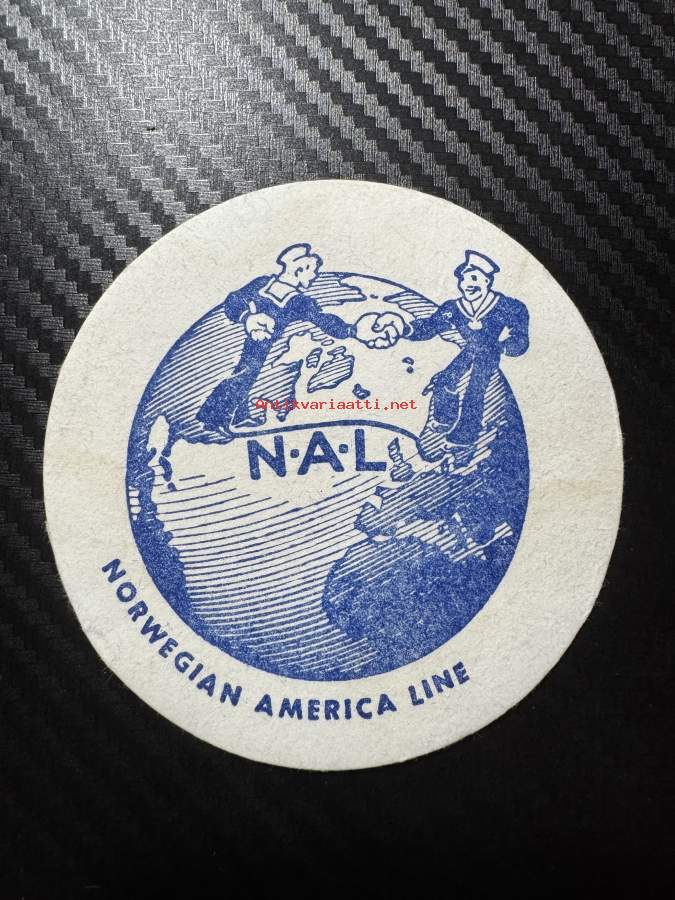 Antikvariaatti.net
N·A·L
NORWEGIAN AMERICA LINE